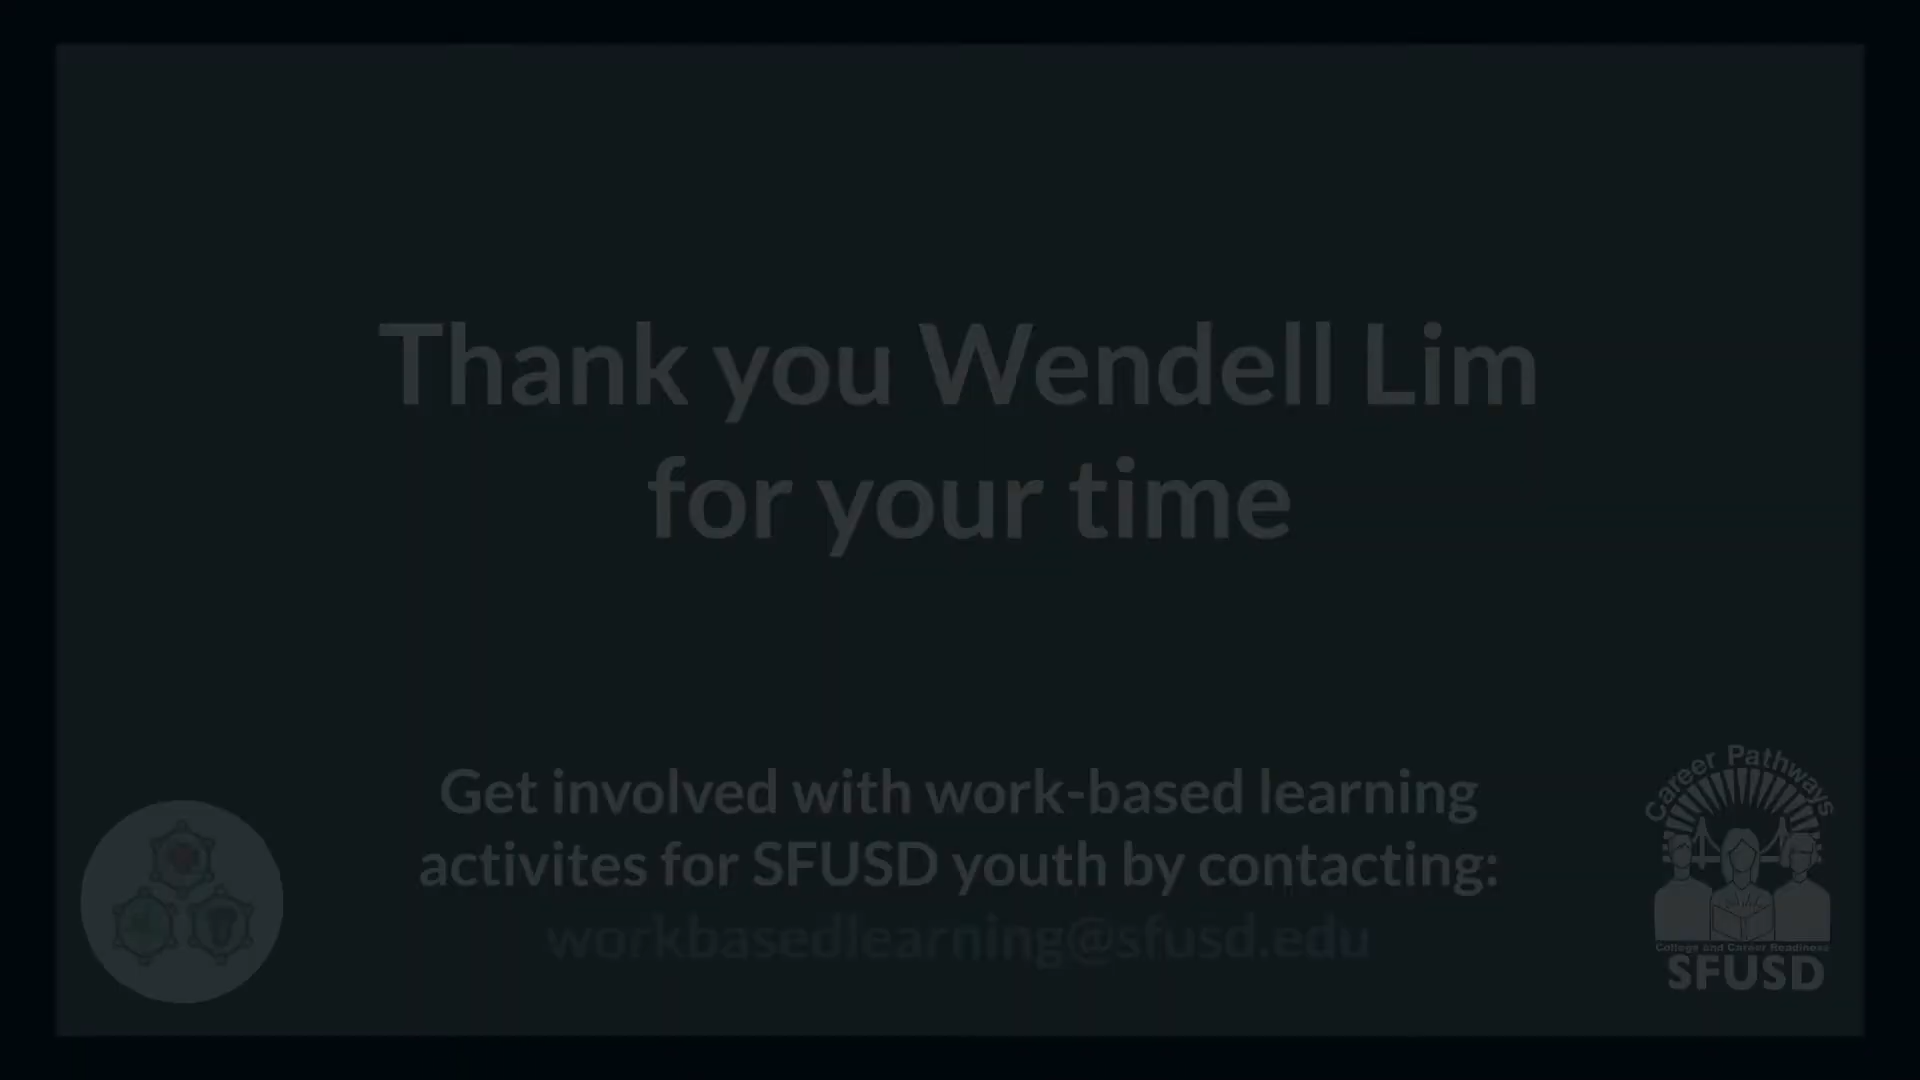 Thank you Wendell Lim
for your time
Get involved with work-based learning
activites for SFUSD youth by contacting:
workbasedlearning@sfusd.edu
Career Pathways
College and Career Readiness
SFUSD